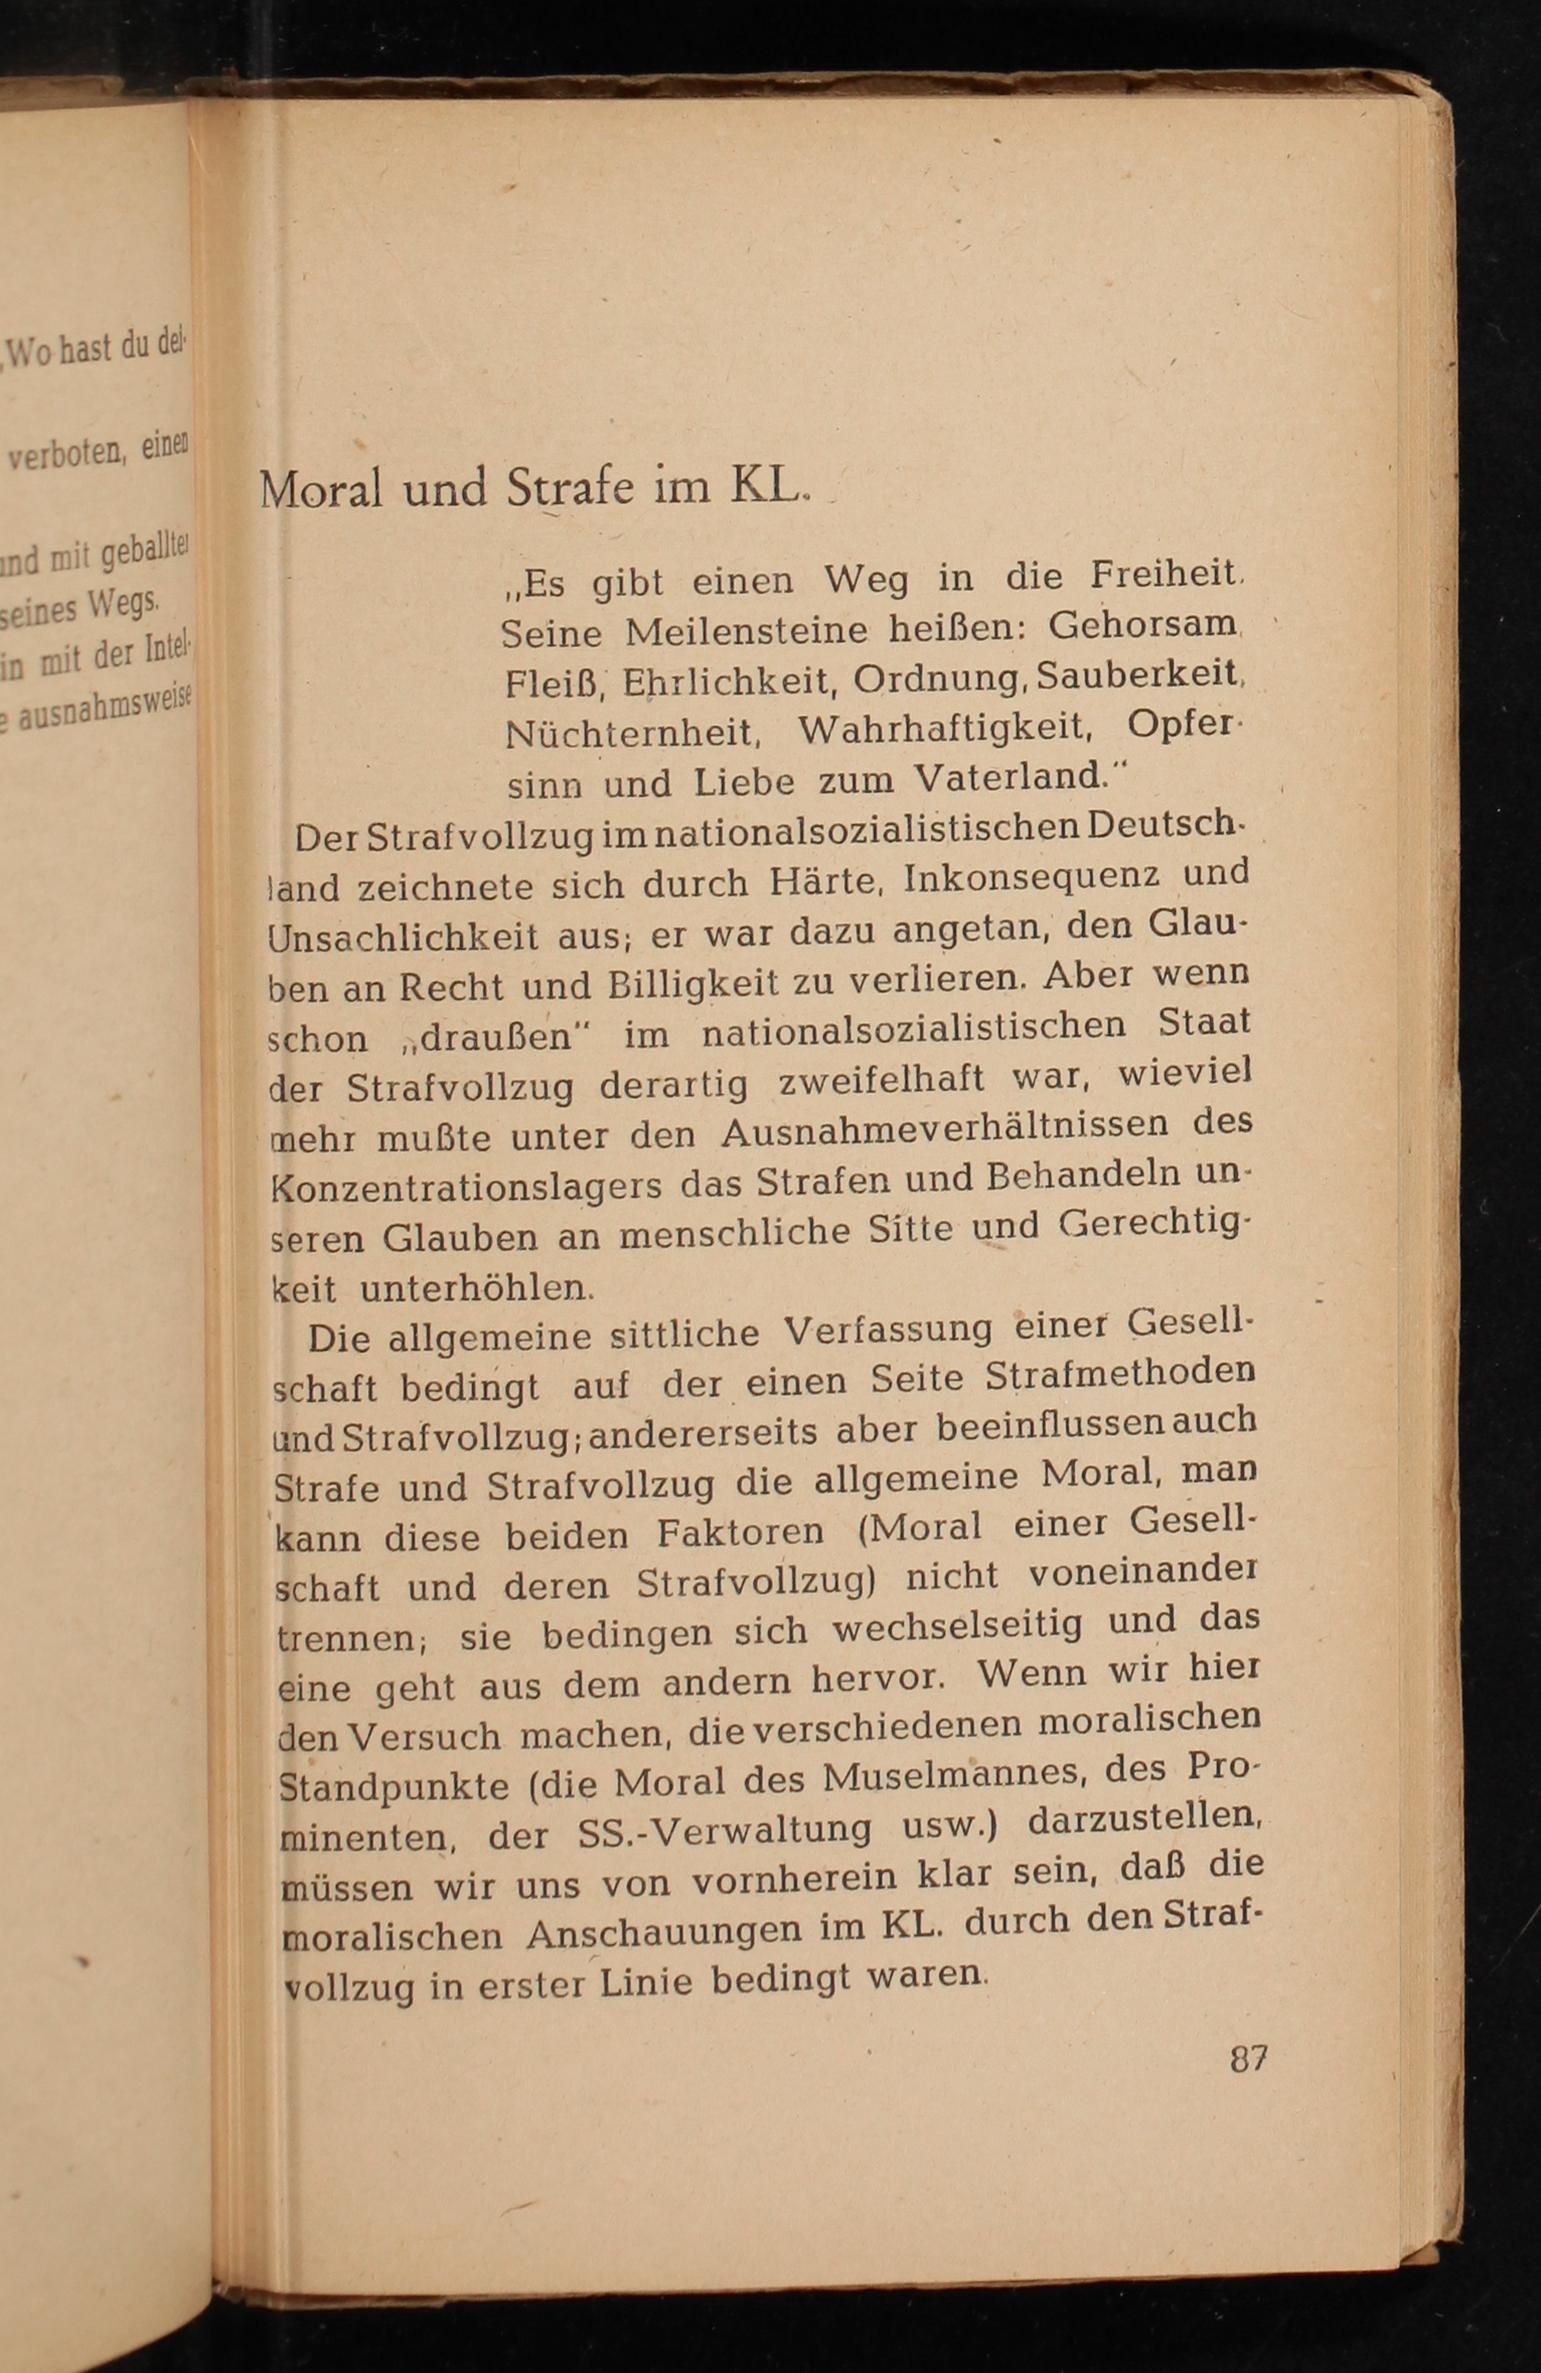 Wo hast du dei-
verboten, einen
und mit geballter
seines Wegs.
in mit der Intel-
ausnahmsweise
Moral und Strafe im KL.
„Es gibt einen Weg in die Freiheit.
Seine Meilensteine heißen: Gehorsam,
Fleiß, Ehrlichkeit, Ordnung, Sauberkeit,
Nüchternheit, Wahrhaftigkeit, Opfer-
sinn und Liebe zum Vaterland.“
Der Strafvollzug im nationalsozialistischen Deutsch-
land zeichnete sich durch Härte, Inkonsequenz und
Unsachlichkeit aus; er war dazu angetan, den Glau-
ben an Recht und Billigkeit zu verlieren. Aber wenn
schon „draußen“ im nationalsozialistischen Staat
der Strafvollzug derartig zweifelhaft war, wieviel
mehr mußte unter den Ausnahmeverhältnissen des
Konzentrationslagers das Strafen und Behandeln un-
seren Glauben an menschliche Sitte und Gerechtig-
keit unterhöhlen.
Die allgemeine sittliche Verfassung einer Gesell-
schaft bedingt auf der einen Seite Strafmethoden
und Strafvollzug; andererseits aber beeinflussen auch
Strafe und Strafvollzug die allgemeine Moral, man
kann diese beiden Faktoren (Moral einer Gesell-
schaft und deren Strafvollzug) nicht voneinander
trennen; sie bedingen sich wechselseitig und das
eine geht aus dem andern hervor. Wenn wir hier
den Versuch machen, die verschiedenen moralischen
Standpunkte (die Moral des Muselmannes, des Pro-
minenten, der SS.-Verwaltung usw.) darzustellen,
müssen wir uns von vornherein klar sein, daß die
moralischen Anschauungen im KL. durch den Straf-
vollzug in erster Linie bedingt waren.
87